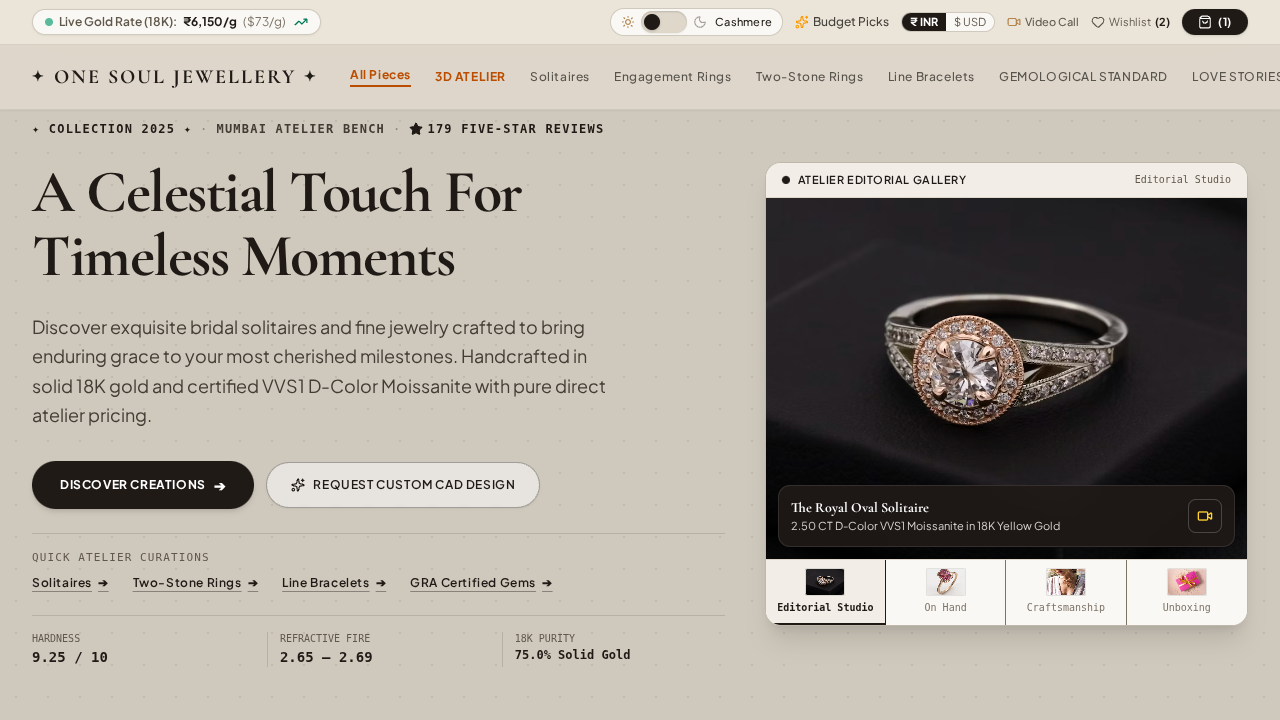 Live Gold Rate (18K): ₹6,150/g ($73/g)
Cashmere
Budget Picks
₹ INR $ USD
Video Call
Wishlist (2)
(1)
✦ ONE SOUL JEWELLERY ✦
All Pieces
3D ATELIER
Solitaires
Engagement Rings
Two-Stone Rings
Line Bracelets
GEMOLOGICAL STANDARD
LOVE STORIES
✦ COLLECTION 2025 ✦ · MUMBAI ATELIER BENCH · ★ 179 FIVE-STAR REVIEWS
A Celestial Touch For
Timeless Moments
Discover exquisite bridal solitaires and fine jewelry crafted to bring
enduring grace to your most cherished milestones. Handcrafted in
solid 18K gold and certified VVS1 D-Color Moissanite with pure direct
atelier pricing.
DISCOVER CREATIONS ➔
REQUEST CUSTOM CAD DESIGN
QUICK ATELIER CURATIONS
Solitaires ➔
Two-Stone Rings ➔
Line Bracelets ➔
GRA Certified Gems ➔
HARDNESS
9.25 / 10
REFRACTIVE FIRE
2.65 – 2.69
18K PURITY
75.0% Solid Gold
ATELIER EDITORIAL GALLERY
Editorial Studio
The Royal Oval Solitaire
2.50 CT D-Color VVS1 Moissanite in 18K Yellow Gold
Editorial Studio
On Hand
Craftsmanship
Unboxing